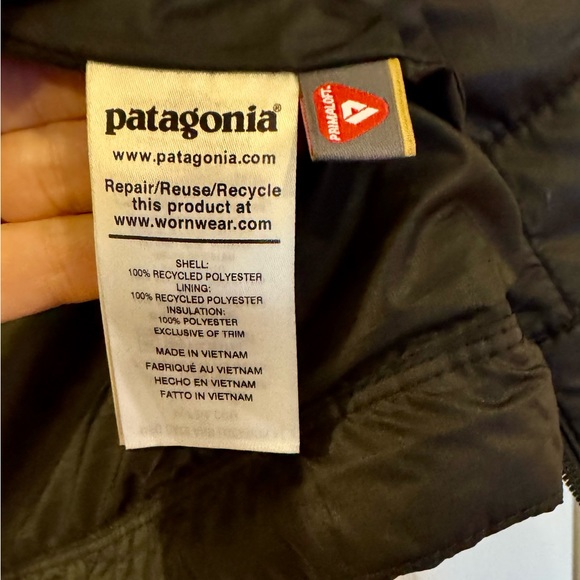 patagonia®
www.patagonia.com
Repair/Reuse/Recycle
this product at
www.wornwear.com
SHELL:
100% RECYCLED POLYESTER
LINING:
100% RECYCLED POLYESTER
INSULATION:
100% POLYESTER
EXCLUSIVE OF TRIM
MADE IN VIETNAM
FABRIQUÉ AU VIETNAM
HECHO EN VIETNAM
FATTO IN VIETNAM
PRIMALOFT.